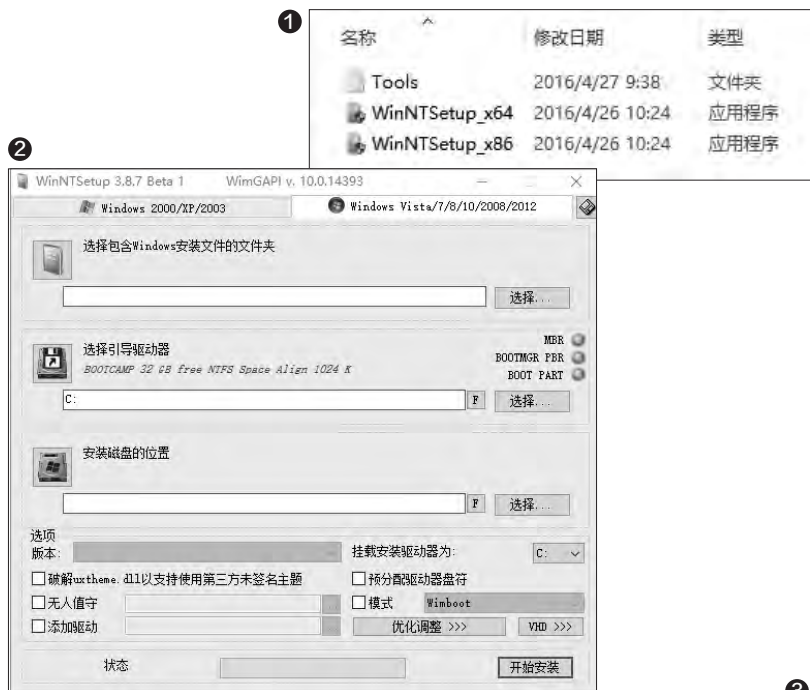 ❶
名称 修改日期 类型
Tools 2016/4/27 9:38 文件夹
WinNTSetup_x64 2016/4/26 10:24 应用程序
WinNTSetup_x86 2016/4/26 10:24 应用程序
❷
WinNTSetup 3.8.7 Beta 1 WimGAPI v. 10.0.14393
Windows 2000/XP/2003 Windows Vista/7/8/10/2008/2012
选择包含Windows安装文件的文件夹
选择...
选择引导驱动器
BOOTCAMP 32 GB free NTFS Space Align 1024 K
MBR
BOOTMGR PBR
BOOT PART
C: F 选择...
安装磁盘的位置
F 选择...
选项
版本: 挂载安装驱动器为: C:
破解uxtheme.dll以支持使用第三方未签名主题 预分配驱动器盘符
无人值守 模式 Wimboot
添加驱动 优化调整 >>> VHD >>>
状态 开始安装